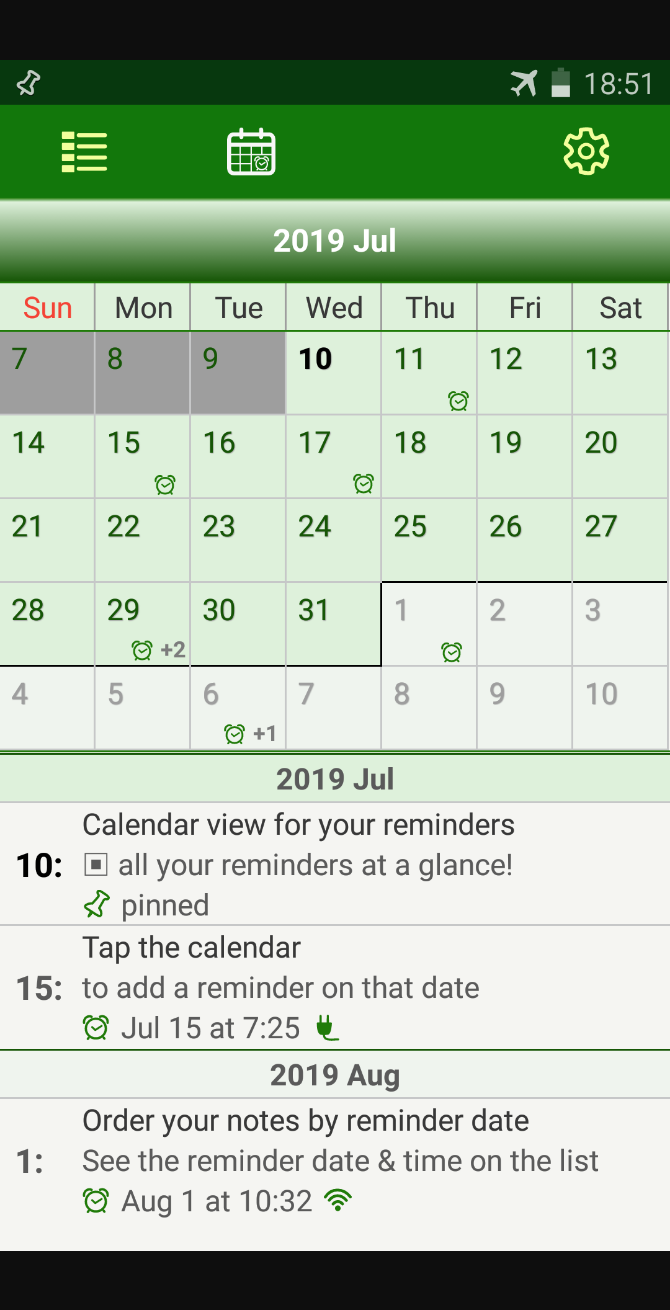 18:51
2019 Jul
Sun Mon Tue Wed Thu Fri Sat
7 8 9 10 11 12 13
14 15 16 17 18 19 20
21 22 23 24 25 26 27
28 29 +2 30 31 1 2 3
4 5 6 +1 7 8 9 10
2019 Jul
Calendar view for your reminders
10: all your reminders at a glance!
pinned
Tap the calendar
15: to add a reminder on that date
Jul 15 at 7:25
2019 Aug
Order your notes by reminder date
1: See the reminder date & time on the list
Aug 1 at 10:32